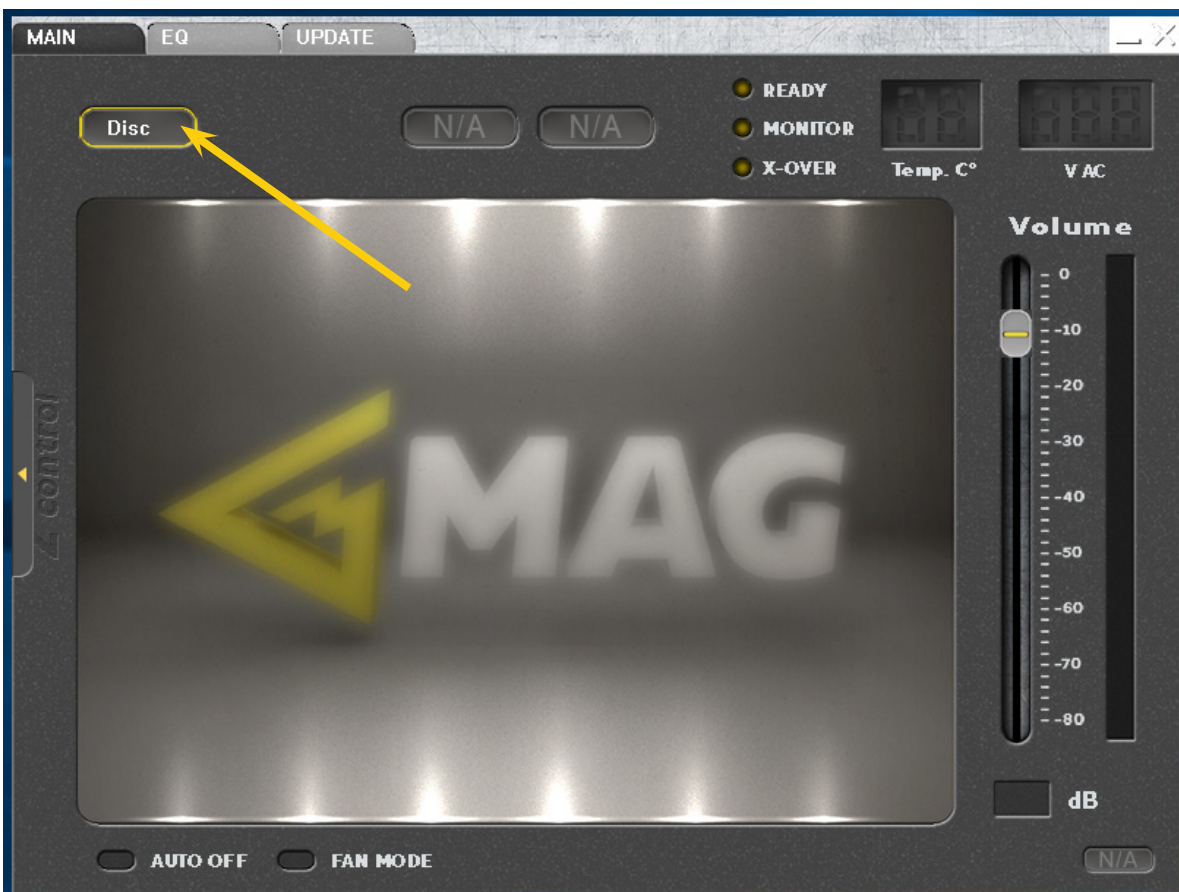 MAIN EQ UPDATE
Disc N/A N/A
READY
MONITOR
X-OVER
Temp. C° V AC
Volume
0
-10
-20
-30
-40
-50
-60
-70
-80
control
MAG
dB
AUTO OFF FAN MODE N/A